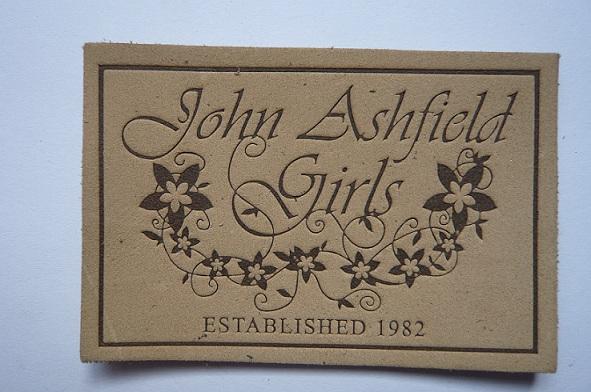 John Ashfield
Girls
ESTABLISHED 1982